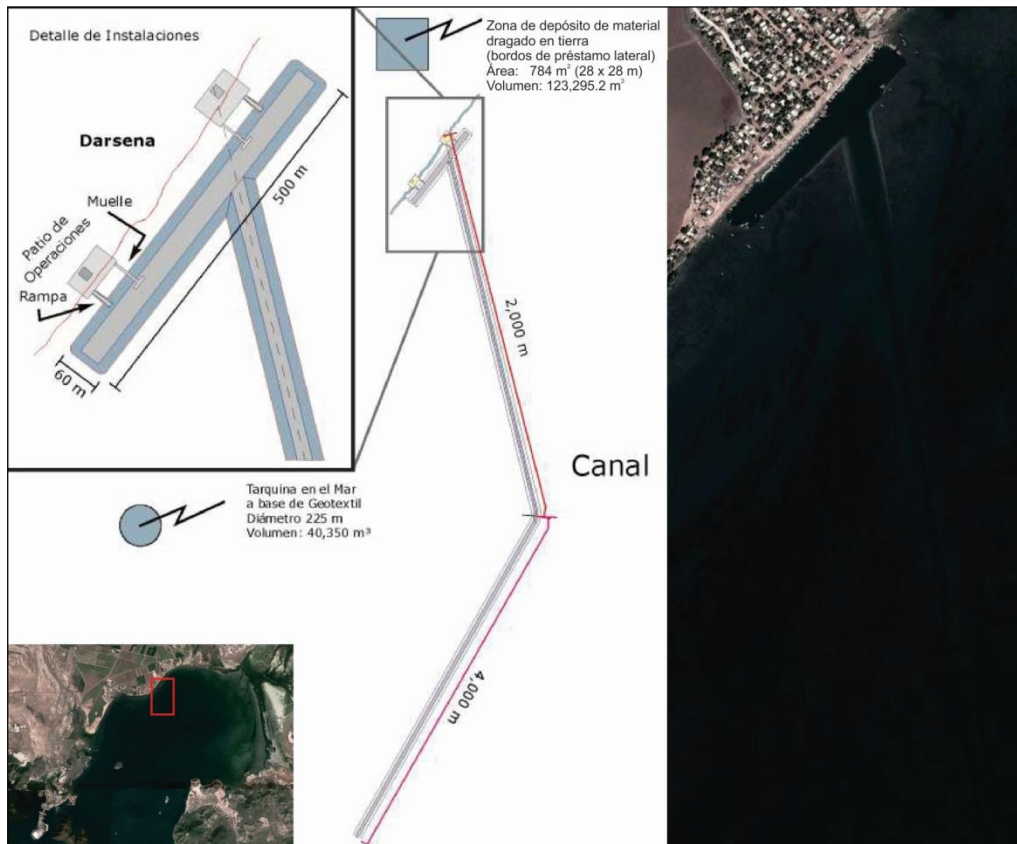 Detalle de Instalaciones
Darsena
Muelle
Patio de
Operaciones
Rampa
500 m
60 m
Zona de depósito de material
dragado en tierra
(bordos de préstamo lateral)
Área: 784 m² (28 x 28 m)
Volumen: 123,295.2 m³
2,000 m
Canal
Tarquina en el Mar
a base de Geotextil
Diámetro 225 m
Volumen: 40,350 m³
4,000 m